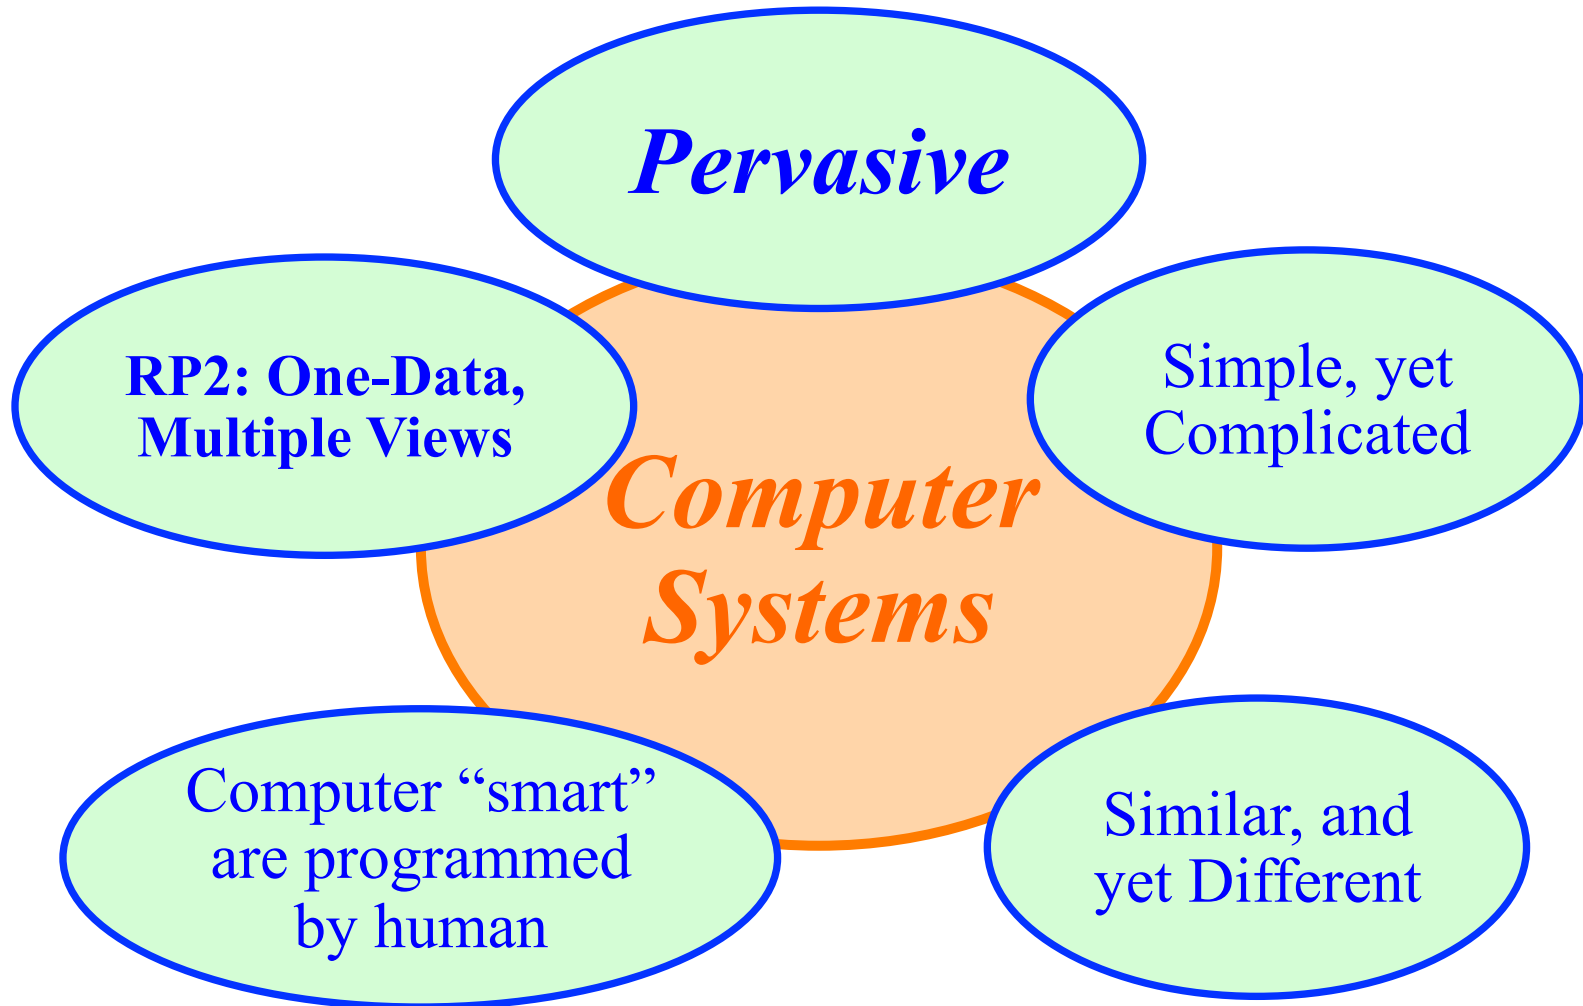 Pervasive
RP2: One-Data,
Multiple Views
Simple, yet
Complicated
Computer
Systems
Computer “smart”
are programmed
by human
Similar, and
yet Different